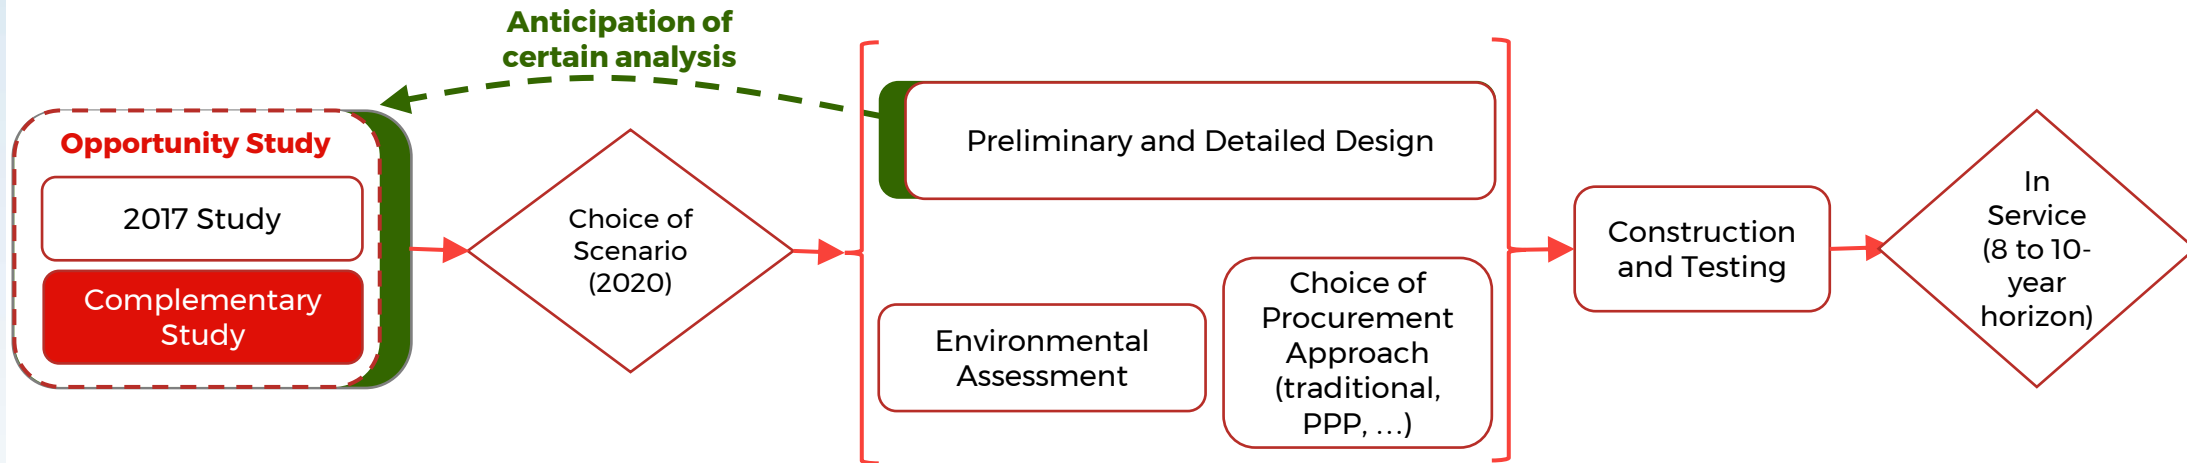 Anticipation of
certain analysis
Opportunity Study
2017 Study
Complementary
Study
Choice of
Scenario
(2020)
Preliminary and Detailed Design
Environmental
Assessment
Choice of
Procurement
Approach
(traditional,
PPP, ...)
Construction
and Testing
In
Service
(8 to 10-
year
horizon)